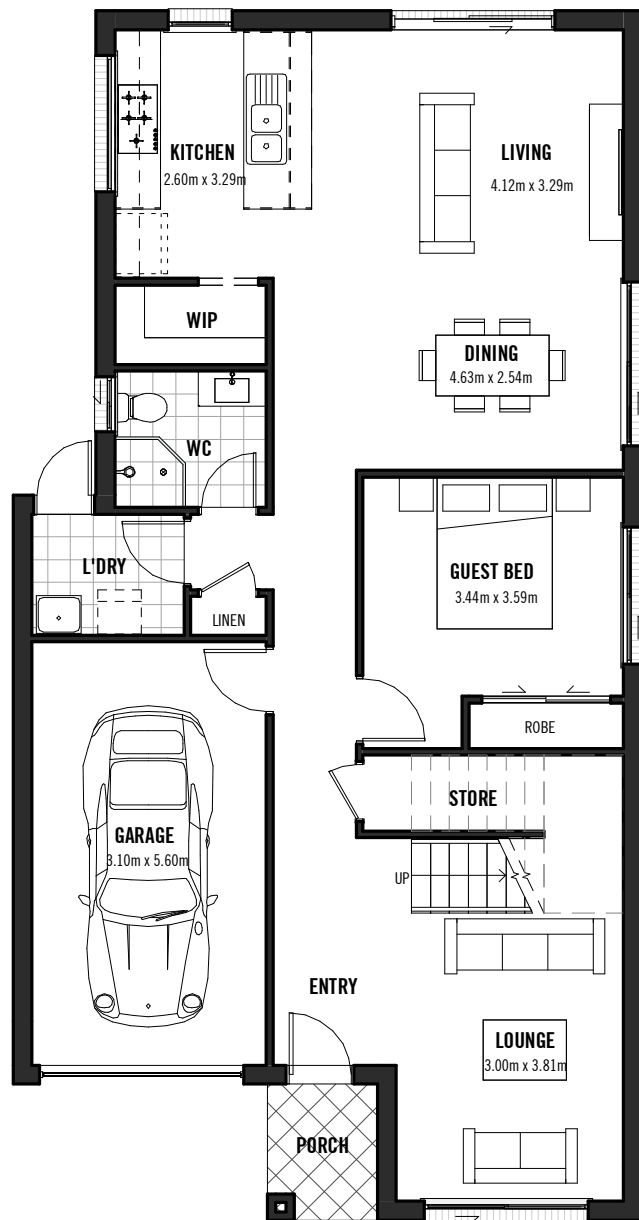 KITCHEN
2.60m x 3.29m
LIVING
4.12m x 3.29m
WIP
DINING
4.63m x 2.54m
WC
L'DRY
GUEST BED
3.44m x 3.59m
LINEN
ROBE
STORE
GARAGE
3.10m x 5.60m
UP
ENTRY
LOUNGE
3.00m x 3.81m
PORCH